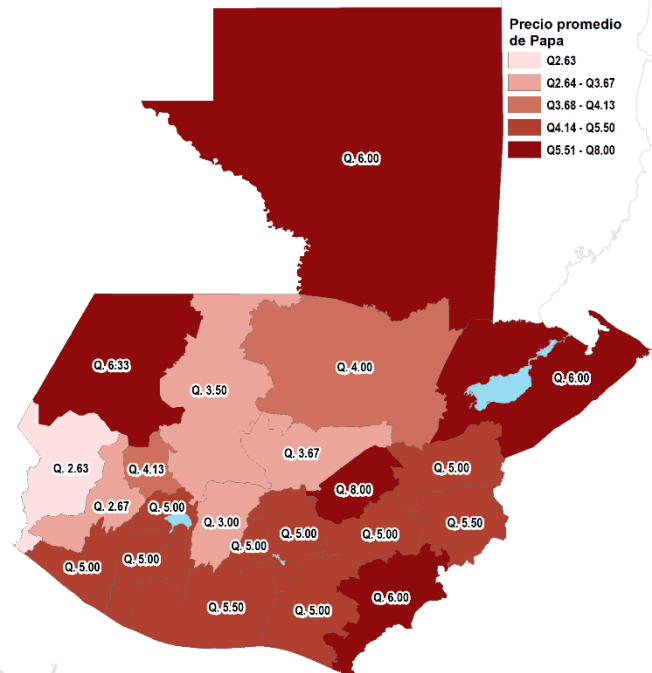 Precio promedio
de Papa
Q2.63
Q2.64 - Q3.67
Q3.68 - Q4.13
Q4.14 - Q5.50
Q5.51 - Q8.00
Q. 6.00
Q. 6.33
Q. 4.00
Q. 6.00
Q. 3.50
Q. 3.67
Q. 2.63
Q. 4.13
Q. 5.00
Q. 8.00
Q. 2.67
Q. 5.00
Q. 3.00
Q. 5.50
Q. 5.00
Q. 5.00
Q. 5.00
Q. 5.00
Q. 5.00
Q. 6.00
Q. 5.50
Q. 5.00